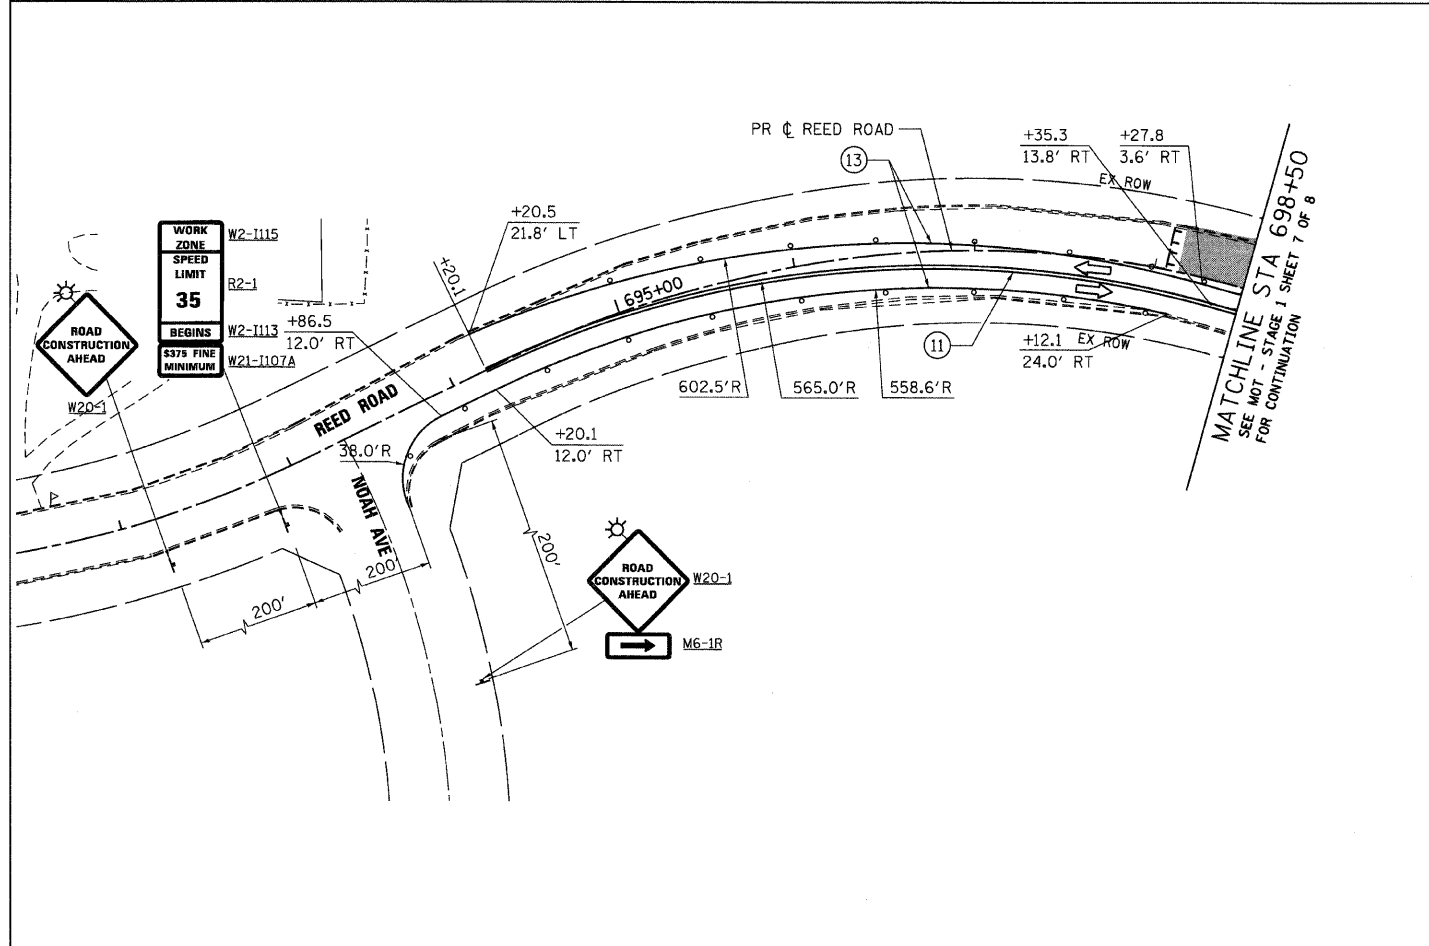 PR ℄ REED ROAD
13
+35.3
13.8' RT
+27.8
3.6' RT
EX ROW
MATCHLINE STA 698+50
SEE MOT - STAGE 1 SHEET 7 OF 8
FOR CONTINUATION
+20.5
21.8' LT
WORK
ZONE
W2-I115
SPEED
LIMIT
35
R2-1
BEGINS
W2-I113
$375 FINE
MINIMUM
W21-I107A
ROAD
CONSTRUCTION
AHEAD
W20-1
+20.1
695+00
+86.5
12.0' RT
11
+12.1
24.0' RT
EX ROW
602.5'R
565.0'R
558.6'R
REED ROAD
38.0'R
+20.1
12.0' RT
NOAH AVE
200'
200'
200'
ROAD
CONSTRUCTION
AHEAD
W20-1
M6-1R